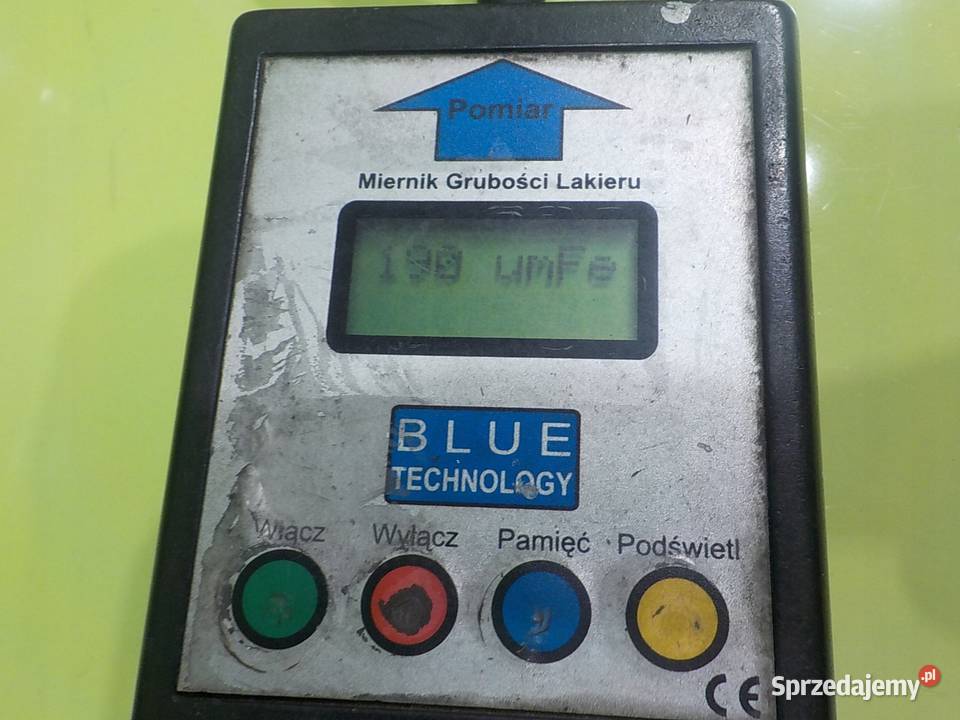 Pomiar
Miernik Grubości Lakieru
190 umFe
BLUE
TECHNOLOGY
Włącz Wyłącz Pamięć Podświetl
CE
Sprzedajemy.pl